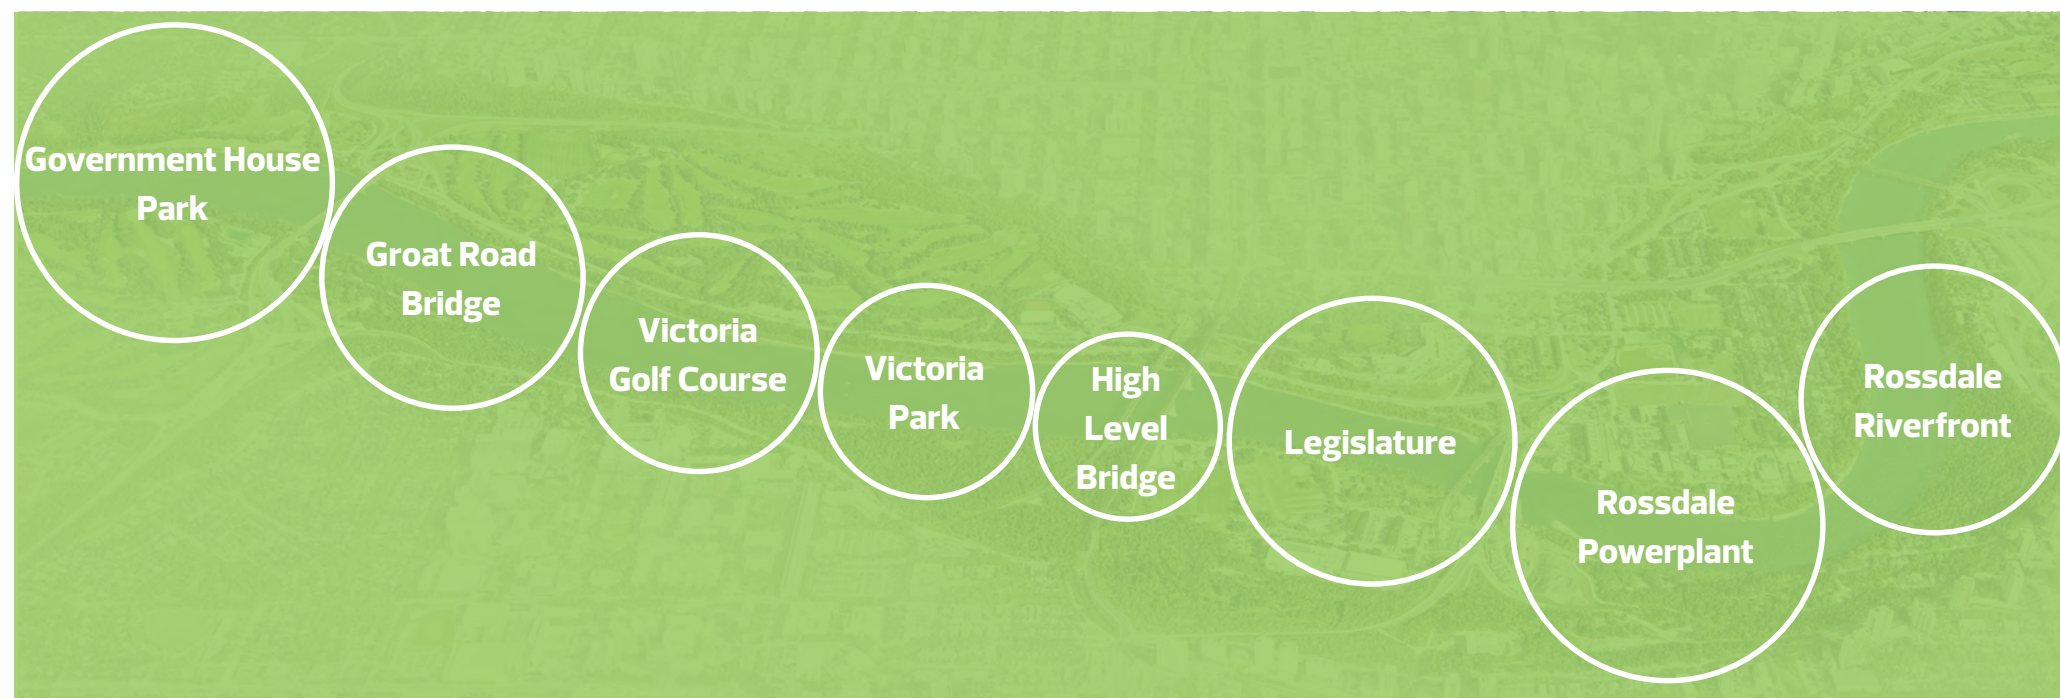 Government House
Park
Groat Road
Bridge
Victoria
Golf Course
Victoria
Park
High
Level
Bridge
Legislature
Rossdale
Powerplant
Rossdale
Riverfront